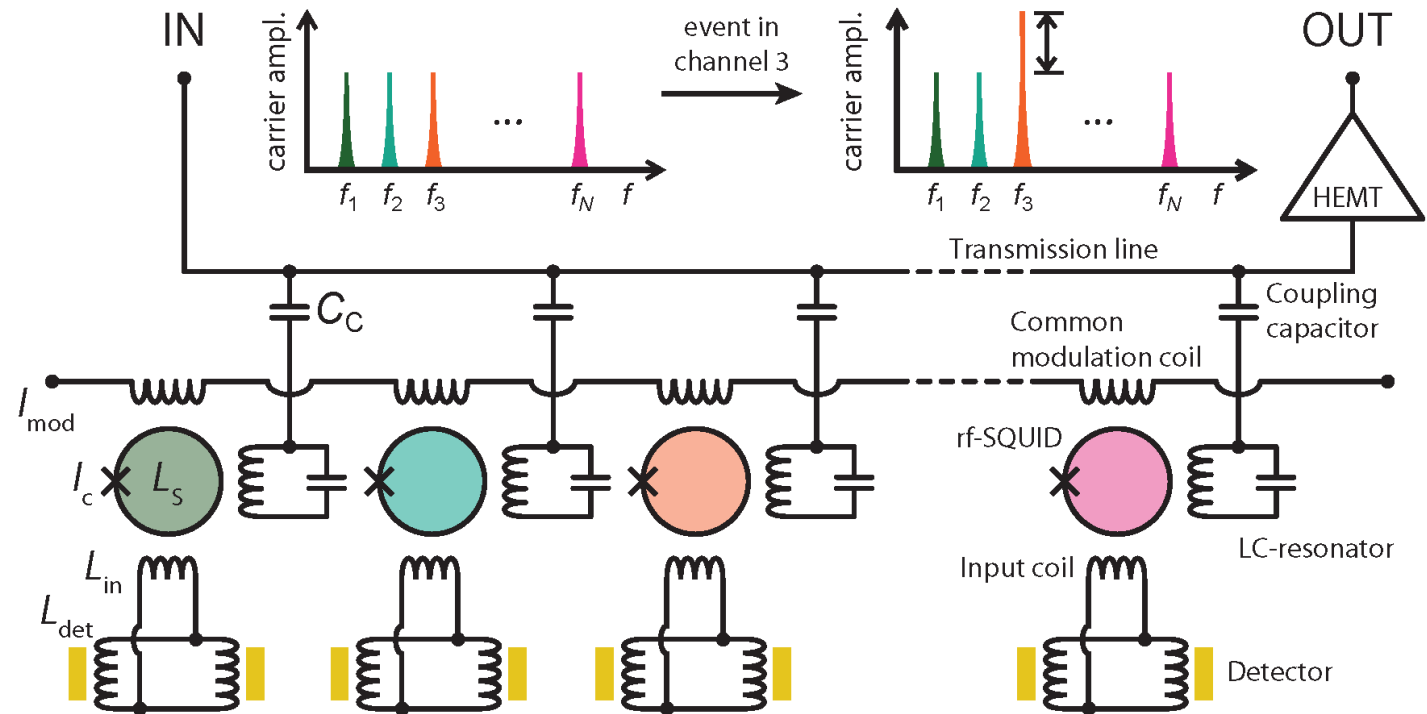 IN
carrier ampl.
f1
f2
f3
...
fN
f
event in
channel 3
carrier ampl.
f1
f2
f3
...
fN
f
OUT
HEMT
Transmission line
CC
Coupling
capacitor
Common
modulation coil
Imod
rf-SQUID
Ic
LS
LC-resonator
Lin
Input coil
Ldet
Detector